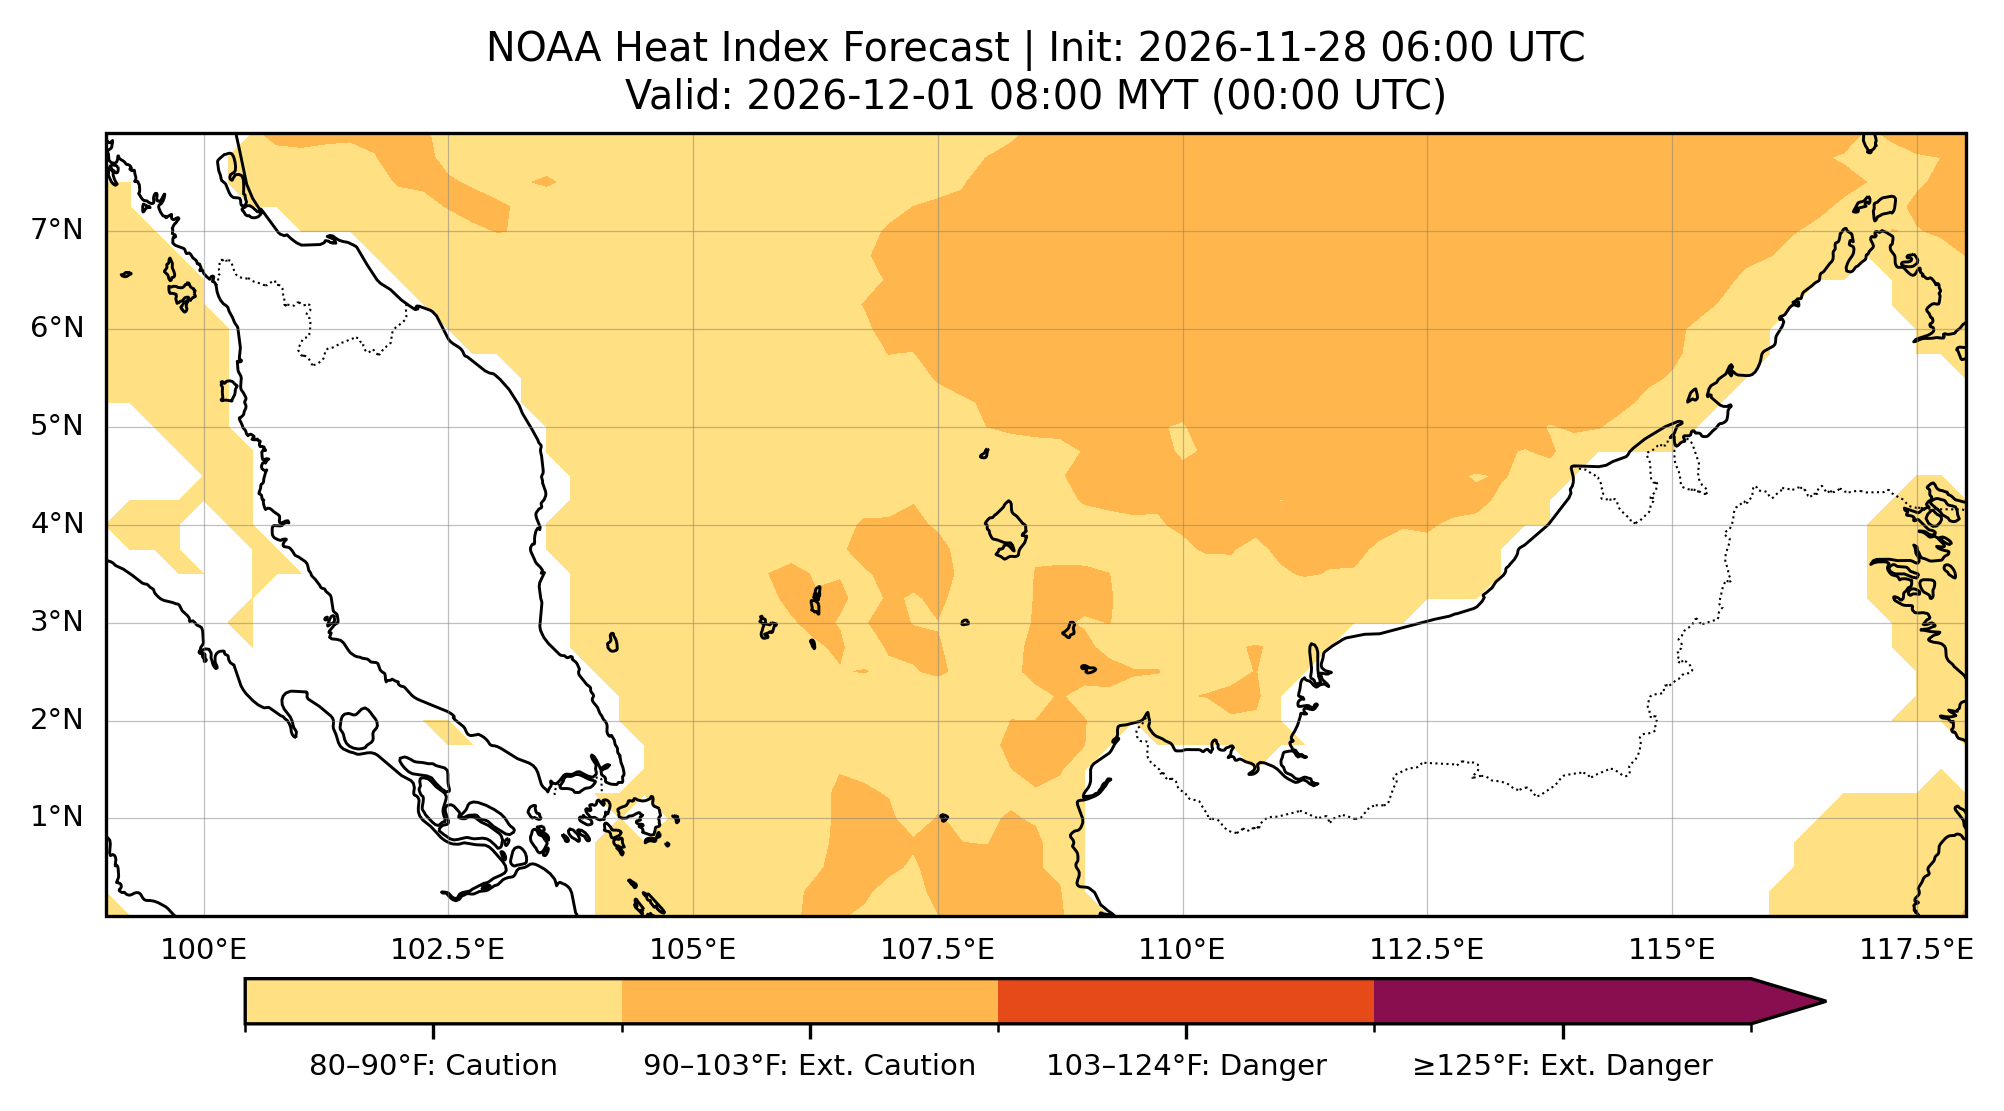 NOAA Heat Index Forecast | Init: 2026-11-28 06:00 UTC
Valid: 2026-12-01 08:00 MYT (00:00 UTC)
7°N
6°N
5°N
4°N
3°N
2°N
1°N
100°E 102.5°E 105°E 107.5°E 110°E 112.5°E 115°E 117.5°E
80–90°F: Caution 90–103°F: Ext. Caution 103–124°F: Danger ≥125°F: Ext. Danger